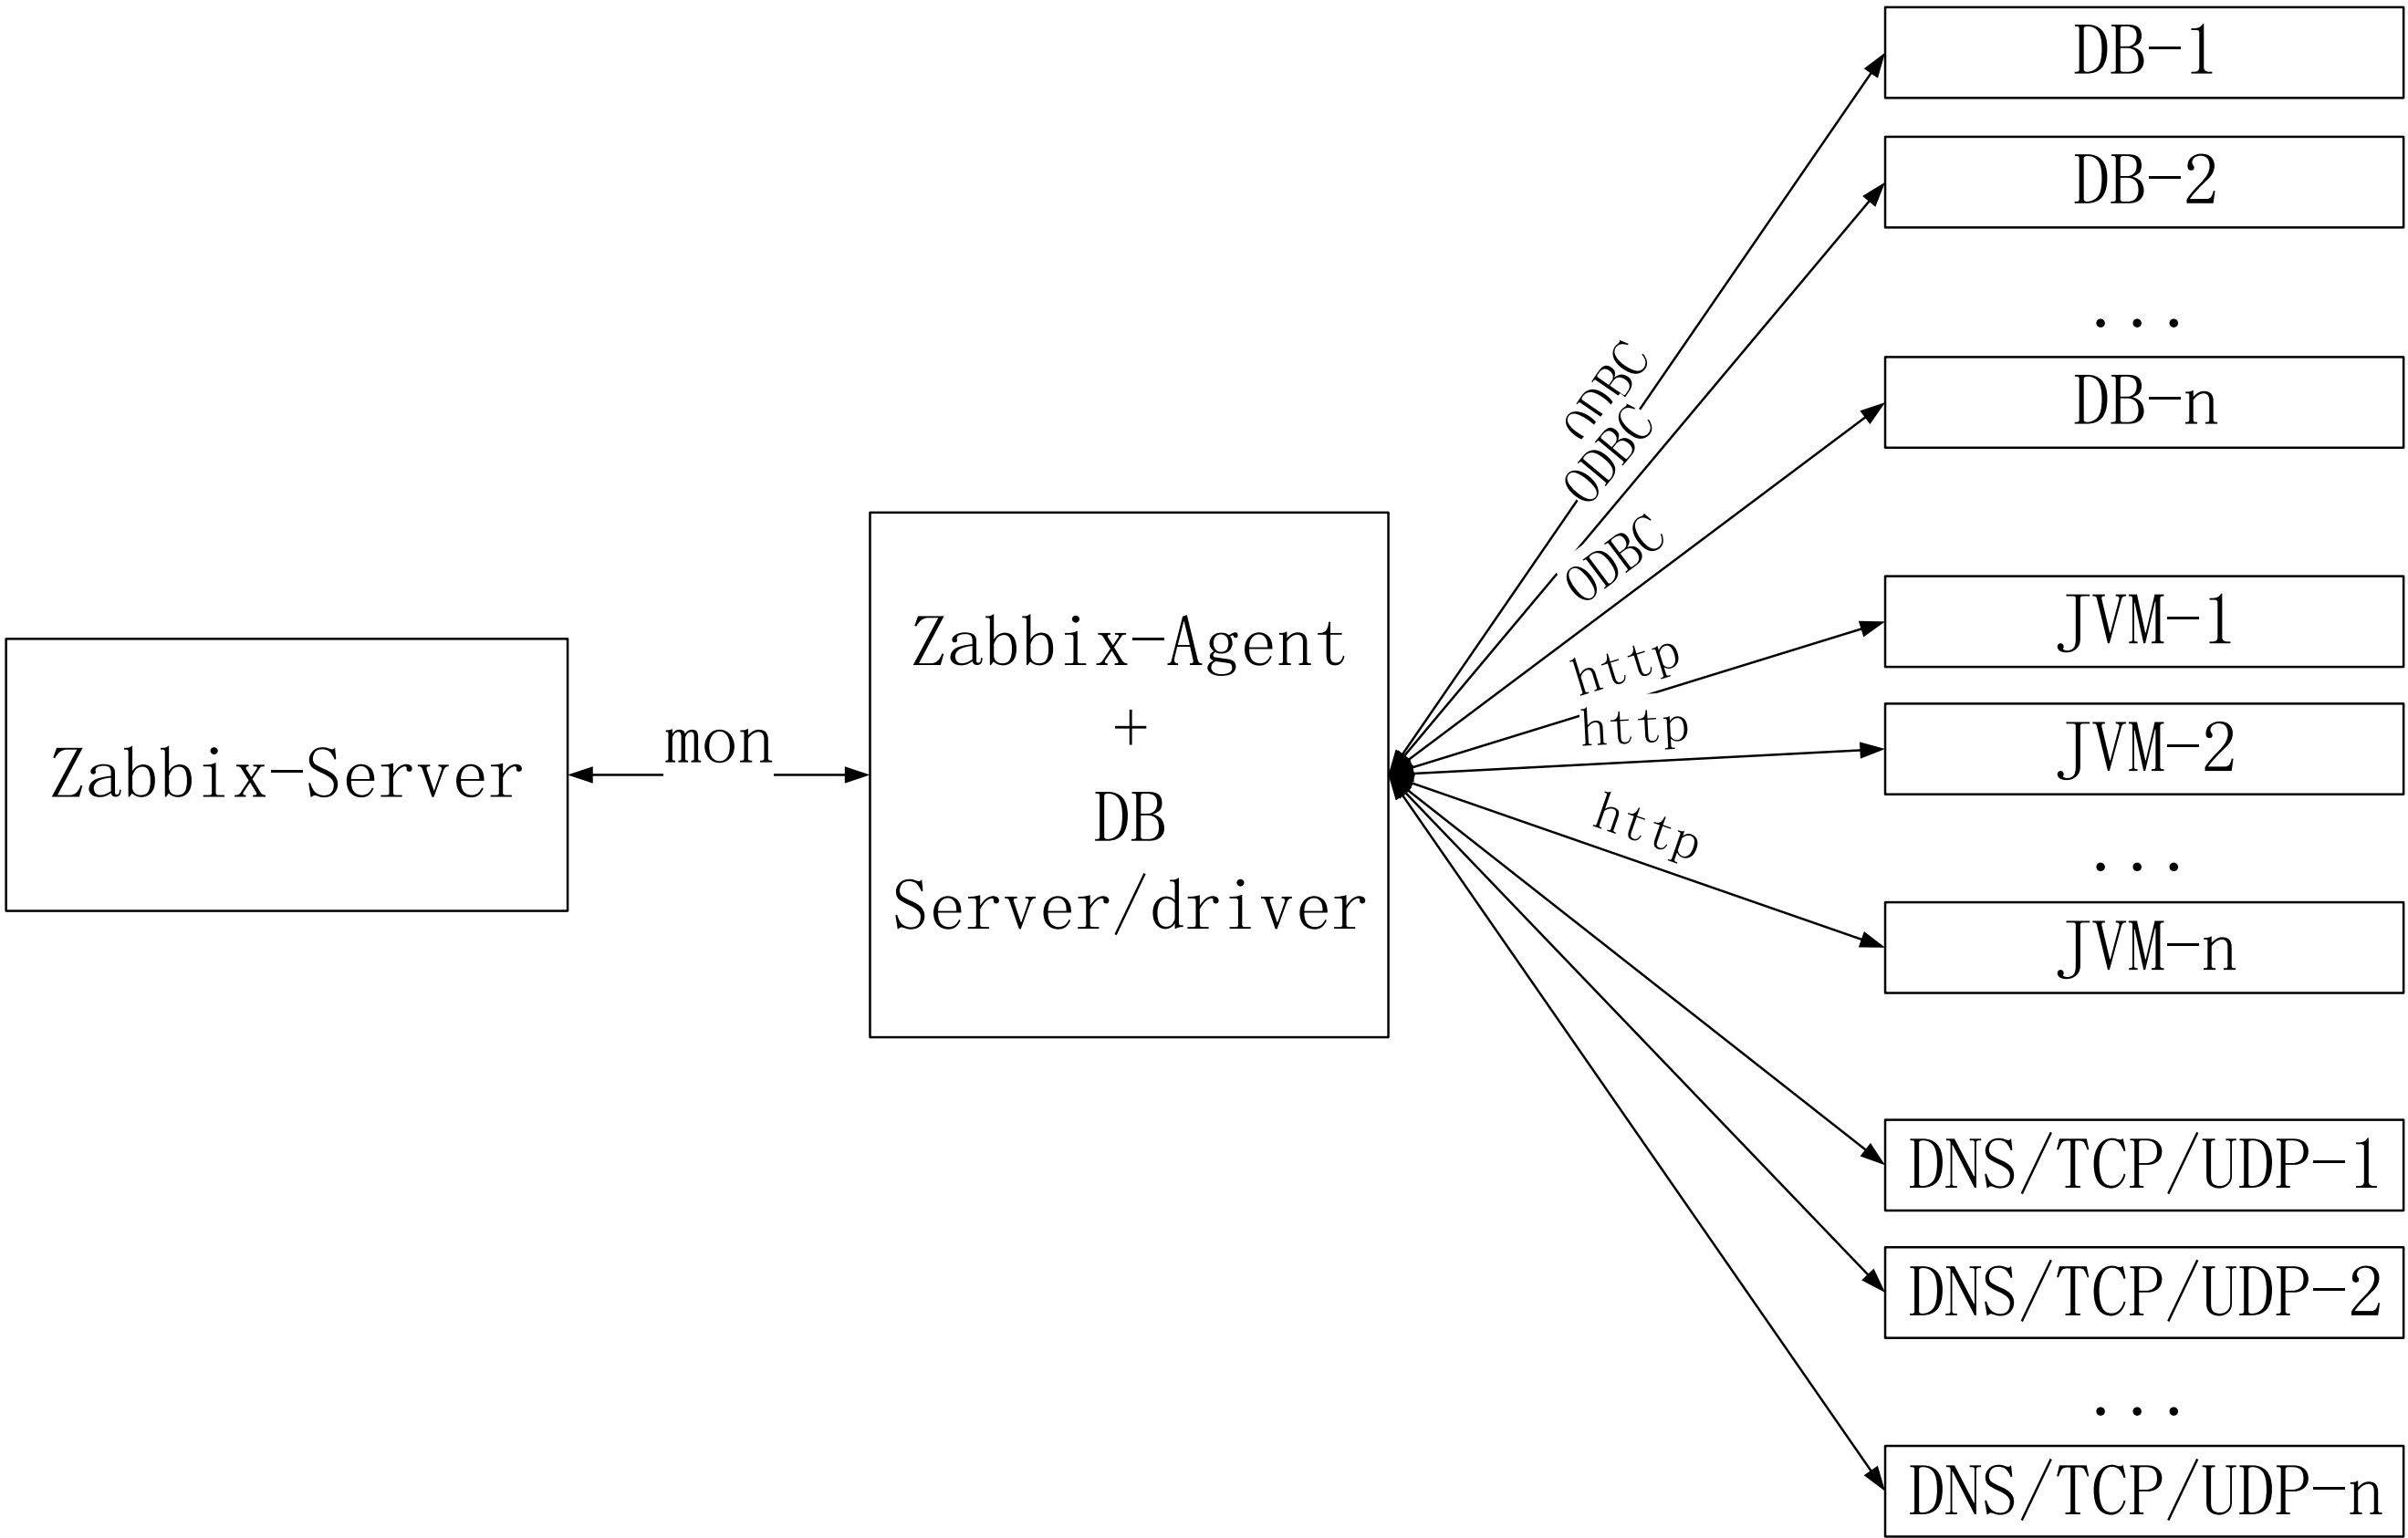 DB-1
DB-2
...
DB-n
ODBC
ODBC
ODBC
Zabbix-Server
mon
Zabbix-Agent
+
DB
Server/driver
http
http
http
JVM-1
JVM-2
...
JVM-n
DNS/TCP/UDP-1
DNS/TCP/UDP-2
...
DNS/TCP/UDP-n